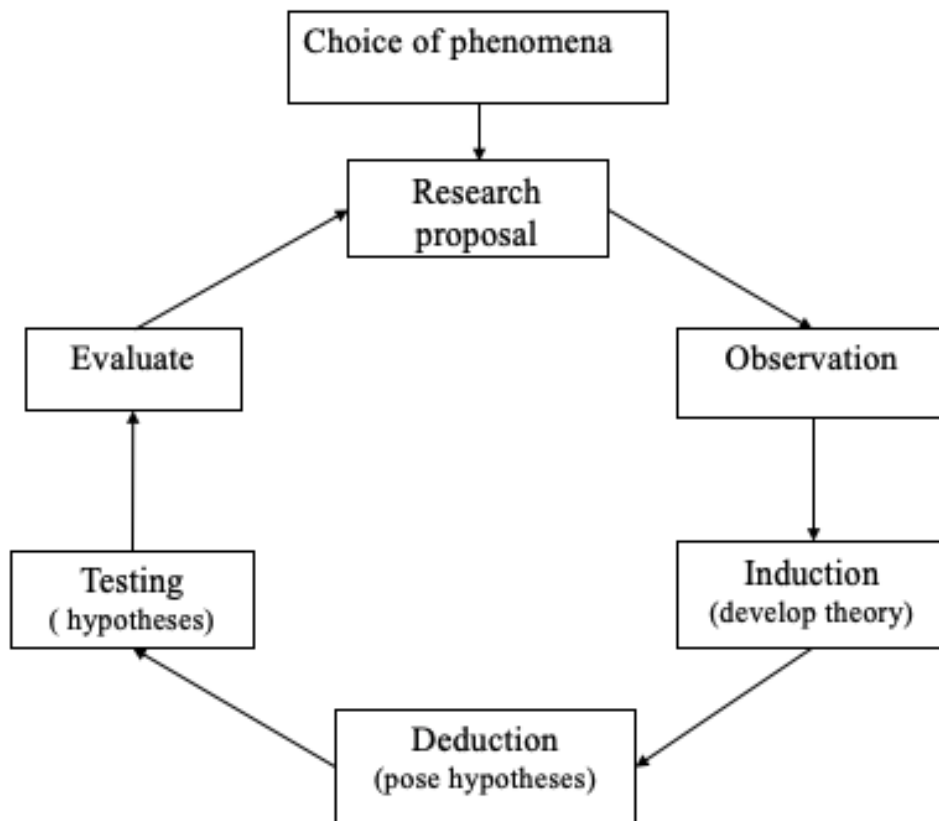 Choice of phenomena
Research
proposal
Evaluate
Observation
Testing
( hypotheses)
Induction
(develop theory)
Deduction
(pose hypotheses)